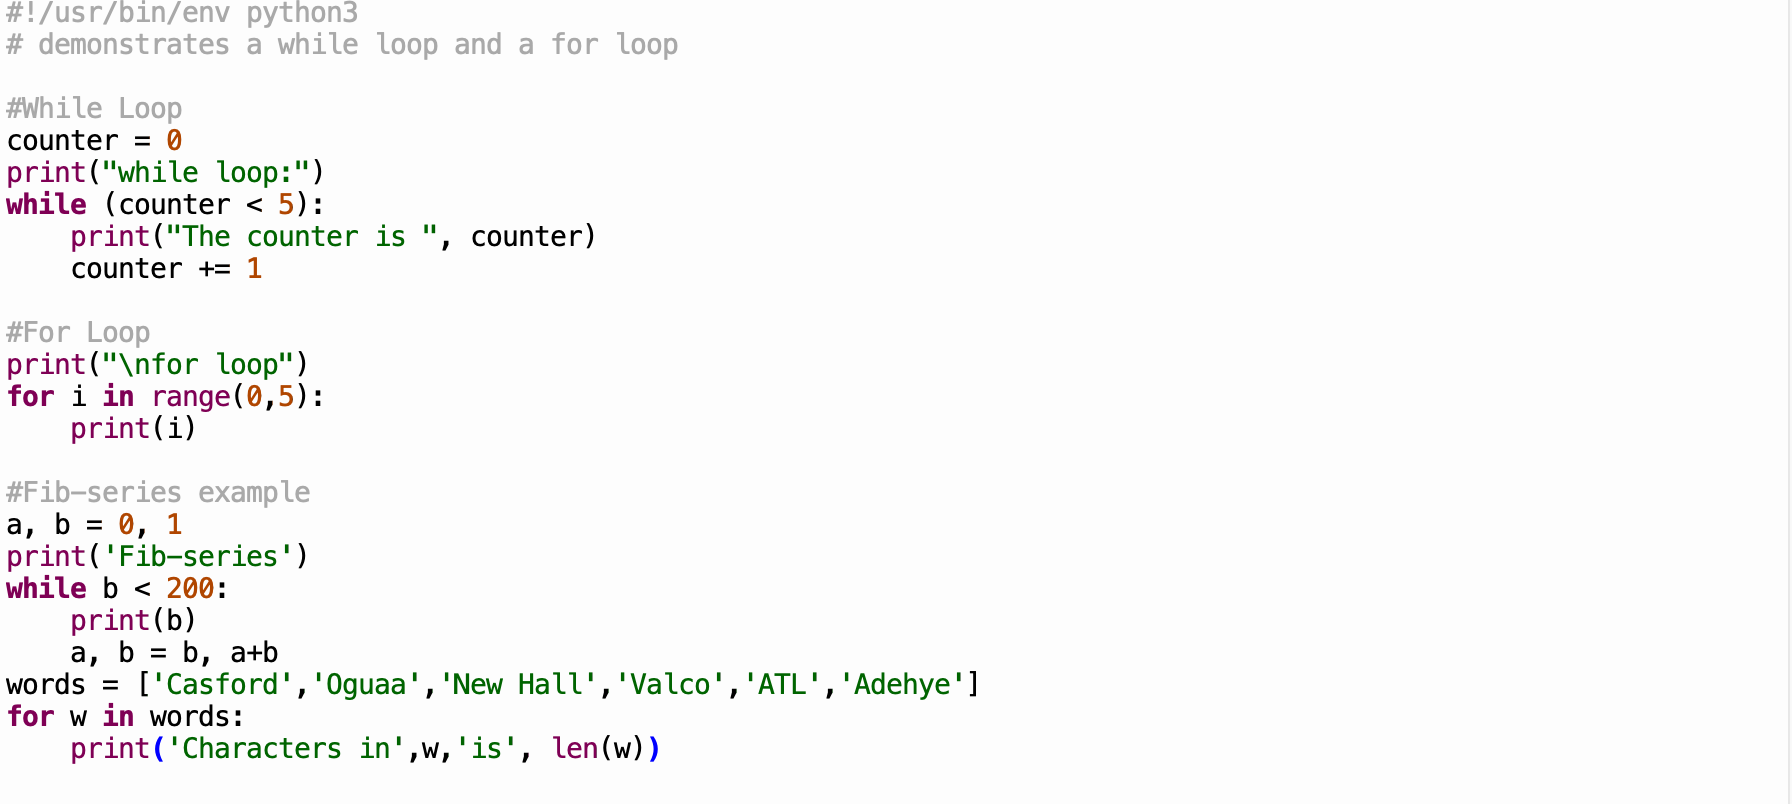 #!/usr/bin/env python3
# demonstrates a while loop and a for loop

#While Loop
counter = 0
print("while loop:")
while (counter < 5):
    print("The counter is ", counter)
    counter += 1

#For Loop
print("\nfor loop")
for i in range(0,5):
    print(i)

#Fib-series example
a, b = 0, 1
print('Fib-series')
while b < 200:
    print(b)
    a, b = b, a+b
words = ['Casford','Oguaa','New Hall','Valco','ATL','Adehye']
for w in words:
    print('Characters in',w,'is', len(w))